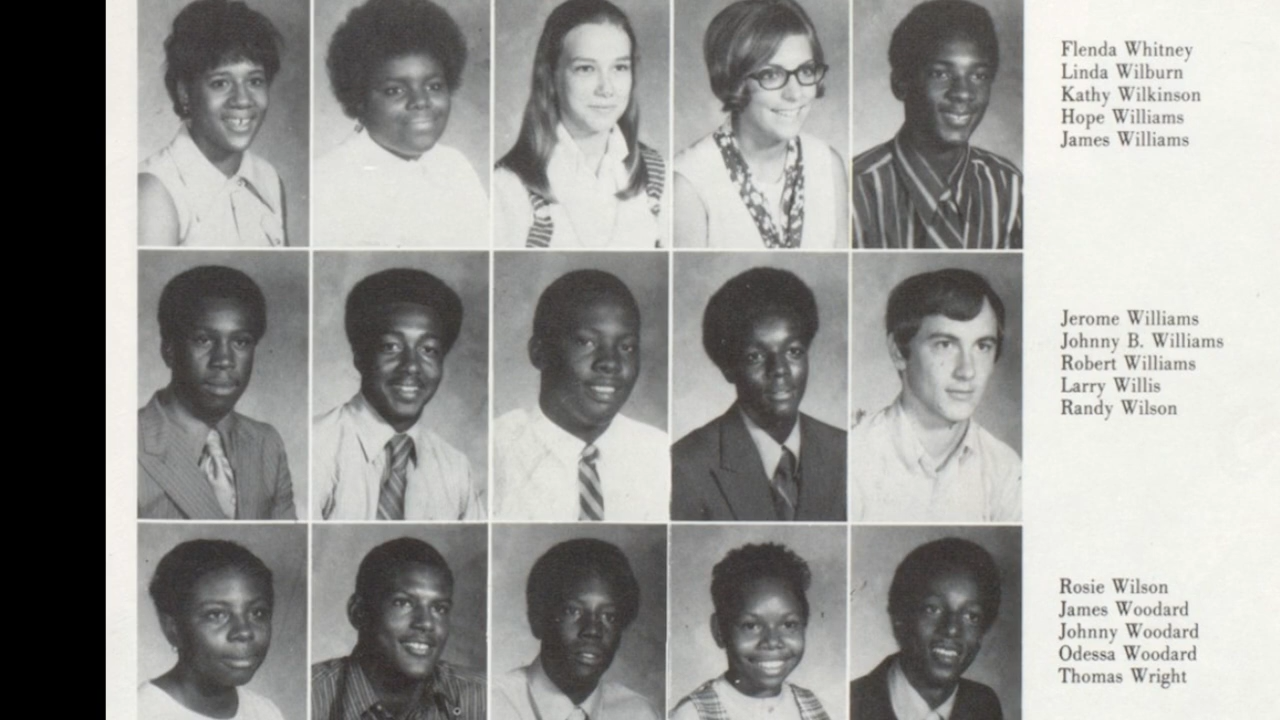 Flenda Whitney
Linda Wilburn
Kathy Wilkinson
Hope Williams
James Williams
Jerome Williams
Johnny B. Williams
Robert Williams
Larry Willis
Randy Wilson
Rosie Wilson
James Woodard
Johnny Woodard
Odessa Woodard
Thomas Wright